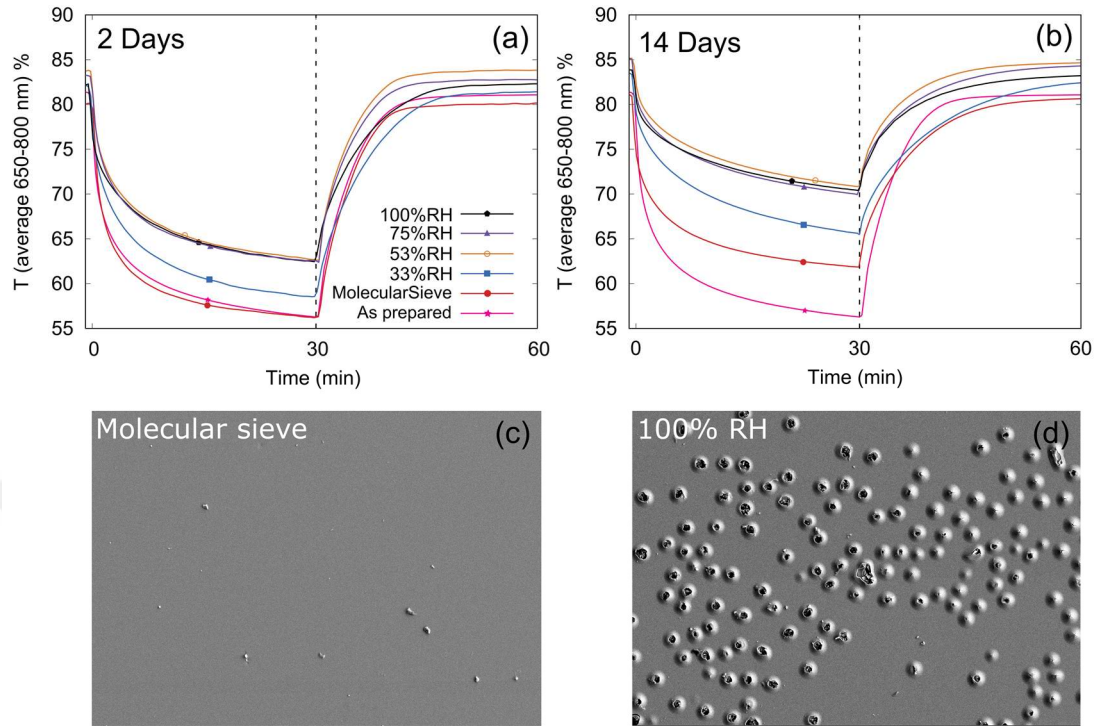 2 Days
(a)
T (average 650-800 nm) %
90
85
80
75
70
65
60
55
100%RH
75%RH
53%RH
33%RH
MolecularSieve
As prepared
0
30
60
Time (min)
14 Days
(b)
T (average 650-800 nm) %
90
85
80
75
70
65
60
55
0
30
60
Time (min)
Molecular sieve
(c)
100% RH
(d)